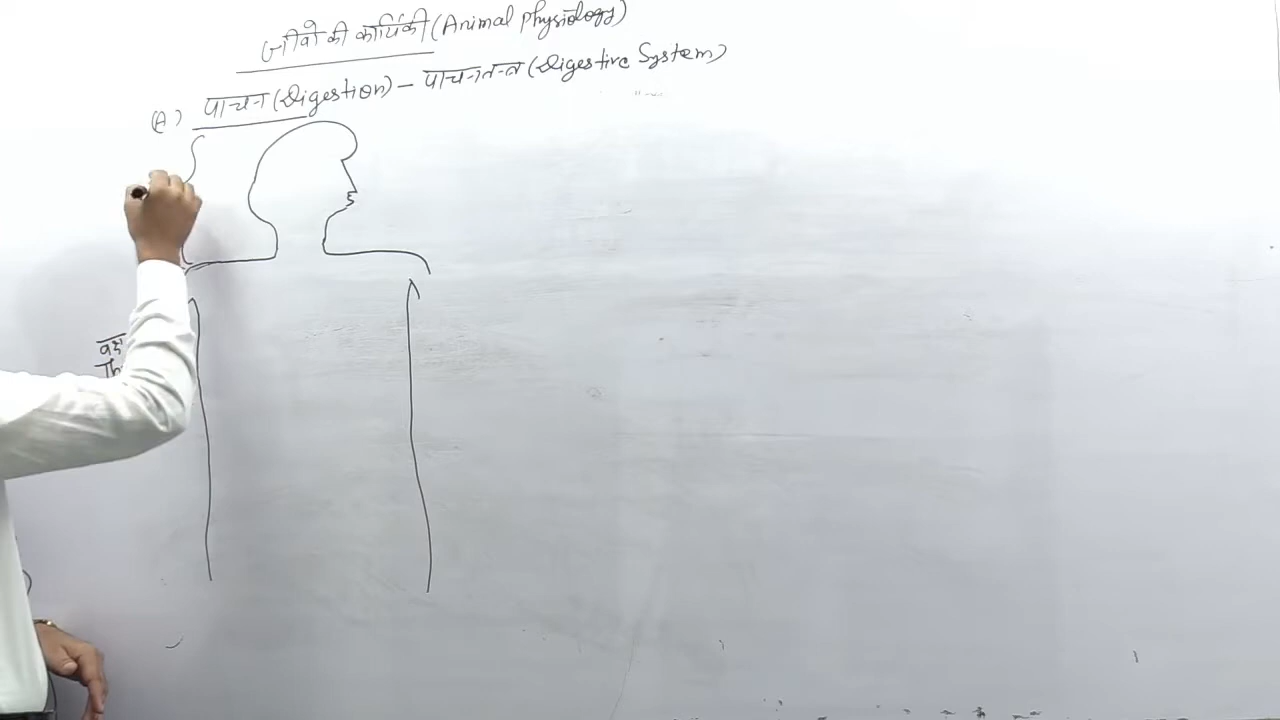 जीवो की कार्यिकी (Animal physiology)
(A) पाचन (Digestion) – पाचनतन्त्र (Digestive System)